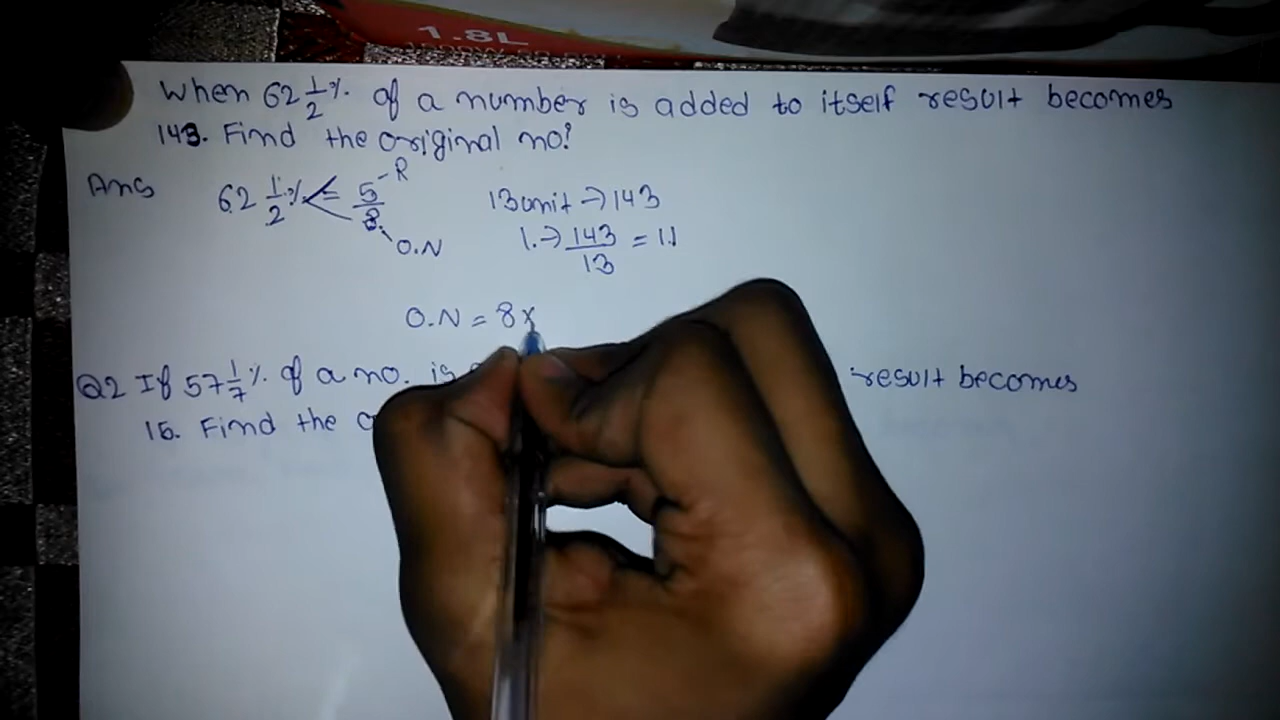 1.8L
When 62 1/2 % of a number is added to itself result becomes
143. Find the original no?
Ans 62 1/2 % = 5/8 - R
O.N
13 unit → 143
1. → 143/13 = 11
O.N = 8x
Q2 If 57 1/7 % of a no. is result becomes
16. Find the